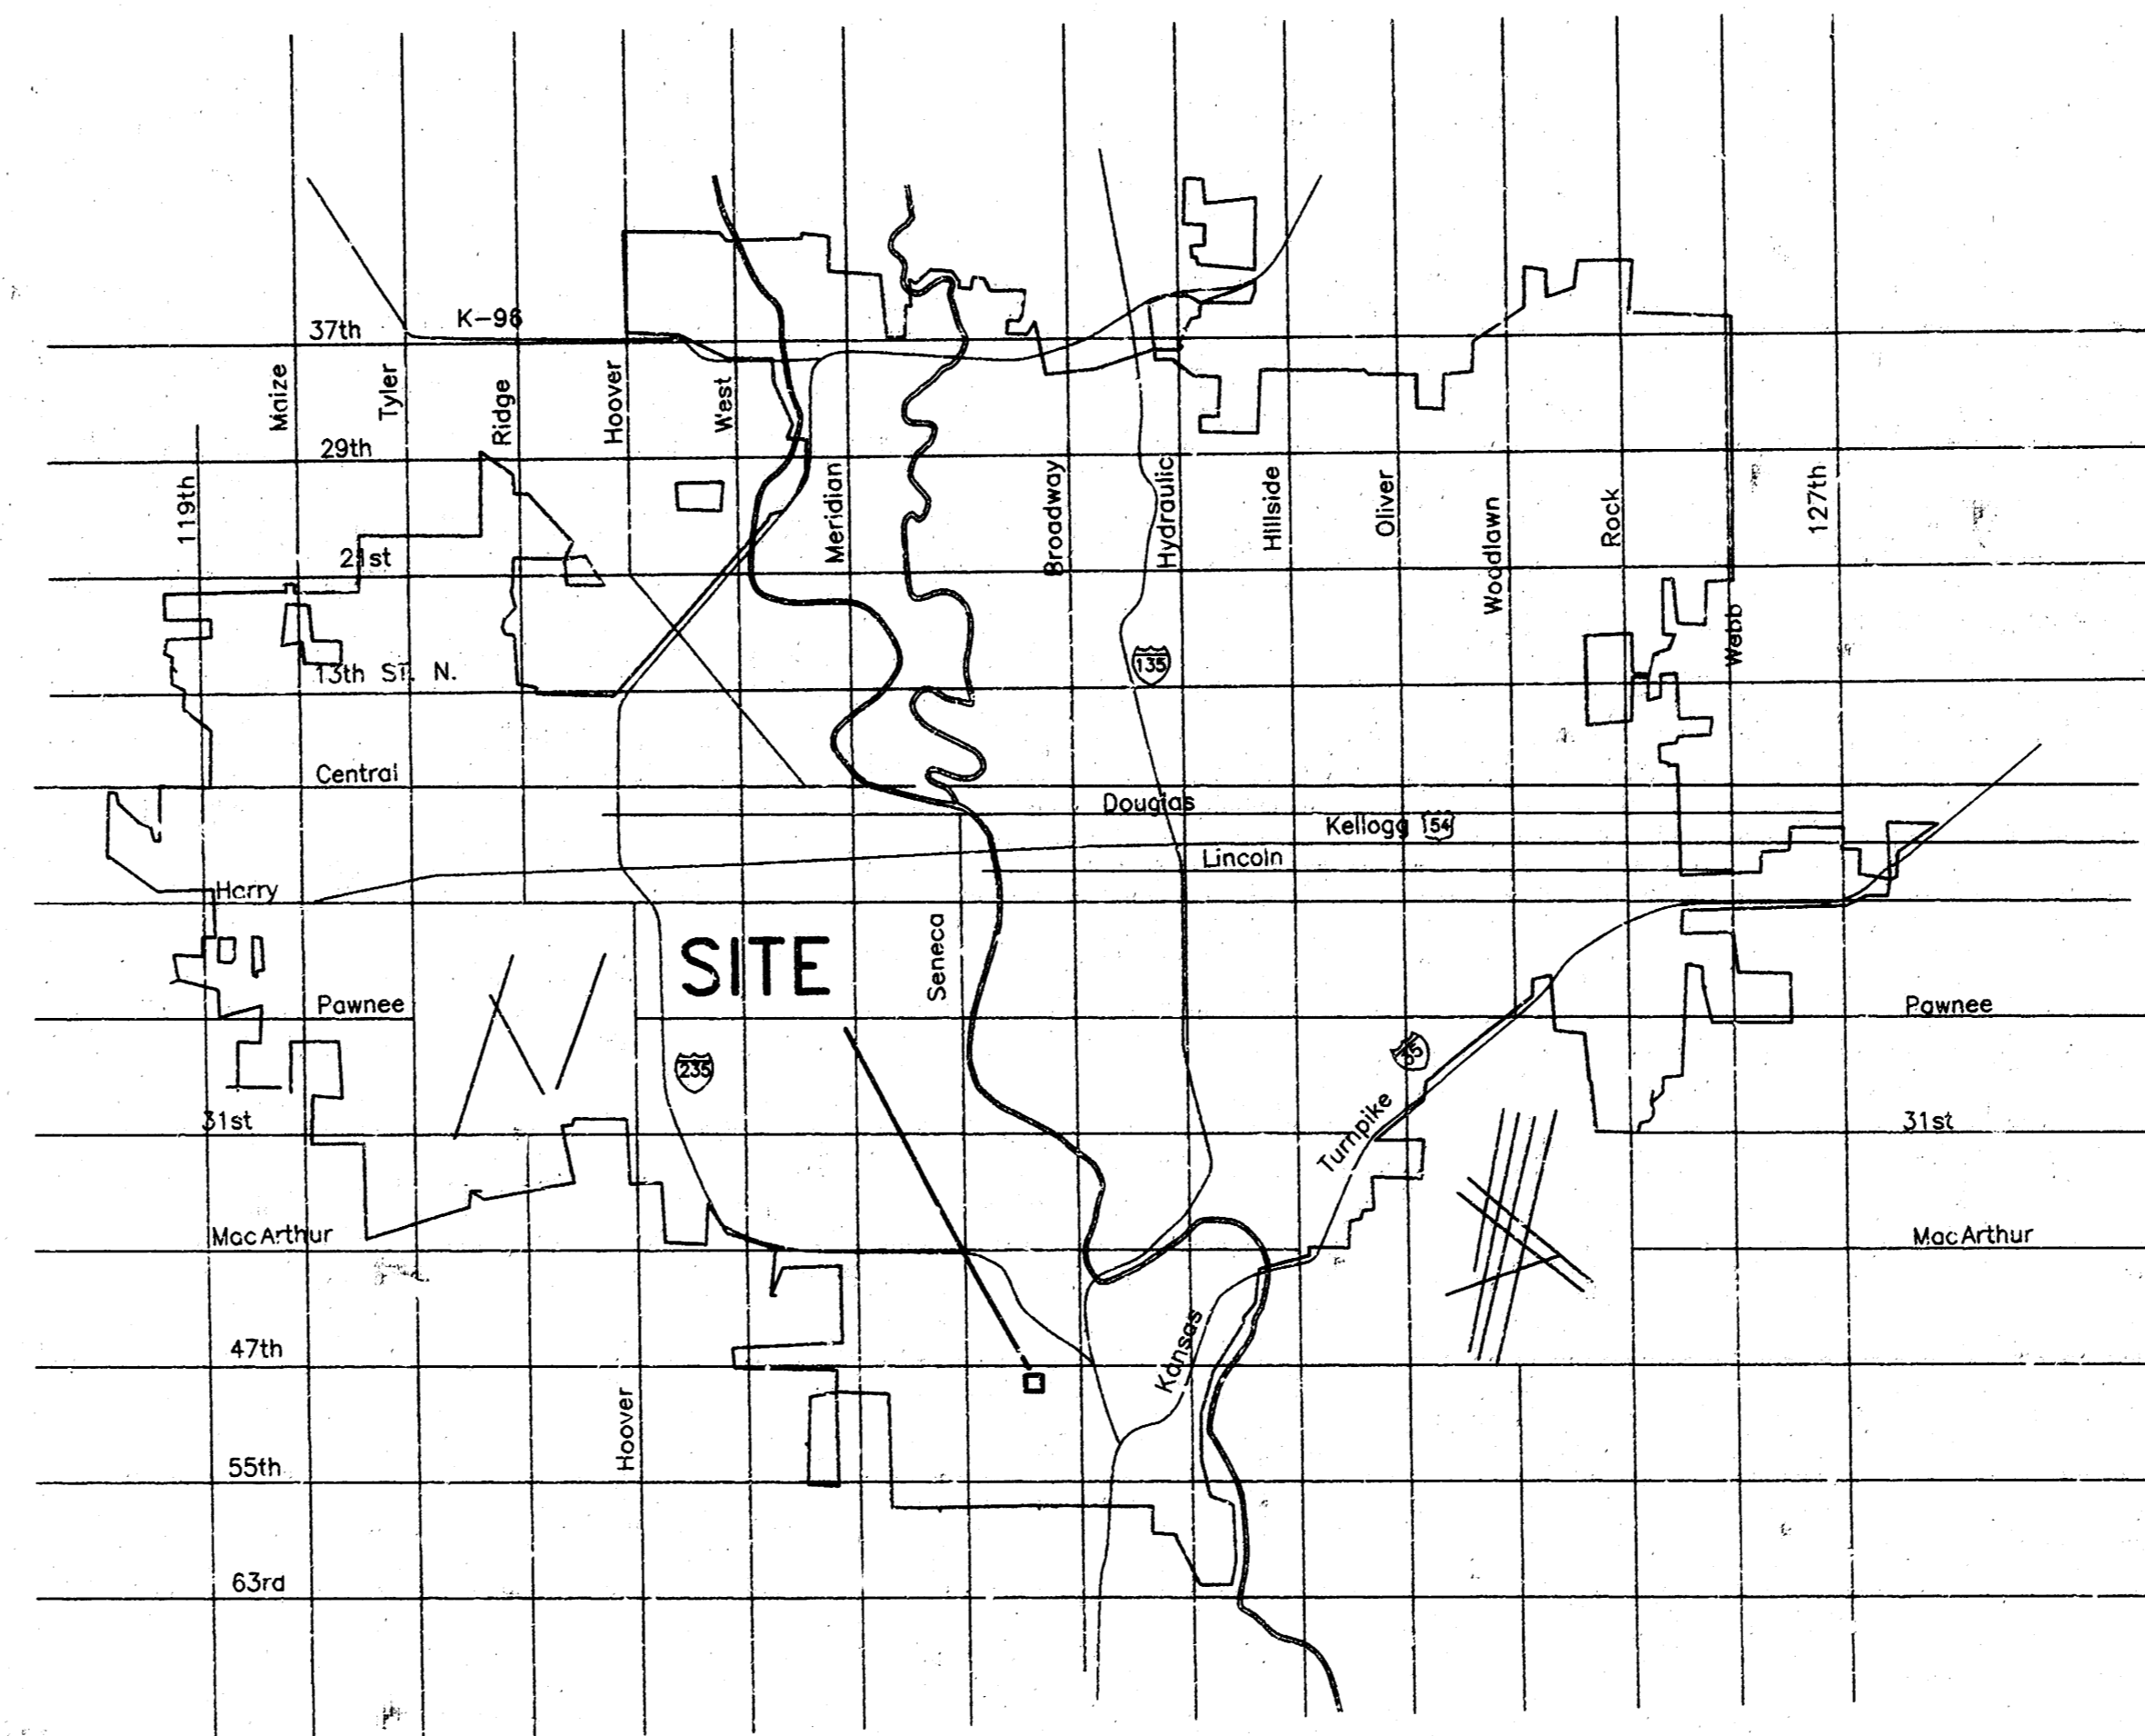 K-96
37th
Maize
Tyler
Ridge
Hoover
West
29th
119th
Meridian
Broadway
Hydraulic
Hillside
Oliver
Woodlawn
Rock
127th
21st
Webb
13th ST. N.
135
Central
Douglas
Kellogg 54
Lincoln
Harry
SITE
Seneca
Pawnee
Pawnee
235
35
Turnpike
31st
31st
MacArthur
MacArthur
47th
Kansas
Hoover
55th
63rd